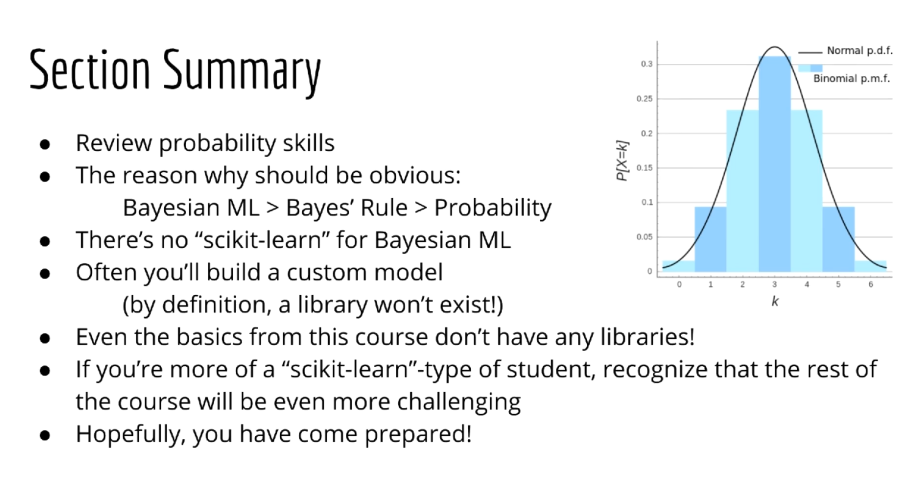 Section Summary
● Review probability skills
● The reason why should be obvious:
Bayesian ML > Bayes’ Rule > Probability
● There’s no “scikit-learn” for Bayesian ML
● Often you’ll build a custom model
(by definition, a library won’t exist!)
● Even the basics from this course don’t have any libraries!
● If you’re more of a “scikit-learn”-type of student, recognize that the rest of
the course will be even more challenging
● Hopefully, you have come prepared!
Normal p.d.f.
Binomial p.m.f.
P[X=k]
0.3
0.25
0.2
0.15
0.1
0.05
0
0 1 2 3 4 5 6
k